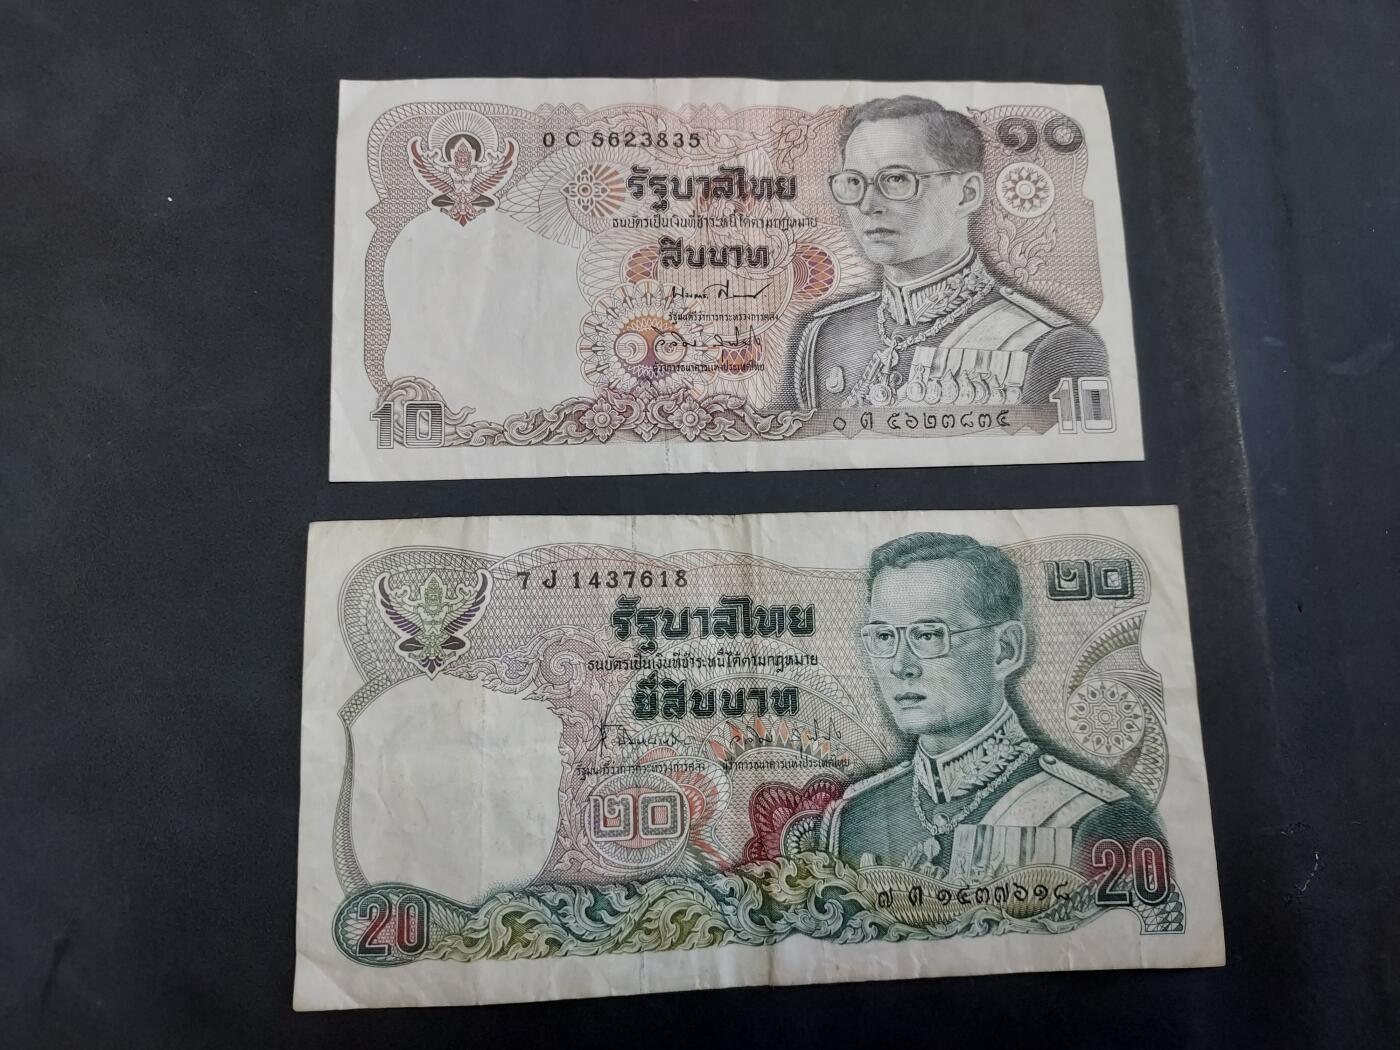 0 C 5623835
๑๐
รัฐบาลไทย
ธนบัตรเป็นเงินที่ชำระหนี้ได้ตามกฎหมาย
สิบบาท
รัฐมนตรีว่าการกระทรวงการคลัง
๑๐
ผู้ว่าการธนาคารแห่งประเทศไทย
10
๐ ต ๕๖๒๓๘๓๕
10
7 J 1437618
๒๐
รัฐบาลไทย
ธนบัตรเป็นเงินที่ชำระหนี้ได้ตามกฎหมาย
ยี่สิบบาท
รัฐมนตรีว่าการกระทรวงการคลัง ผู้ว่าการธนาคารแห่งประเทศไทย
๒๐
20
๗ ต ๑๔๓๗๖๑๘
20